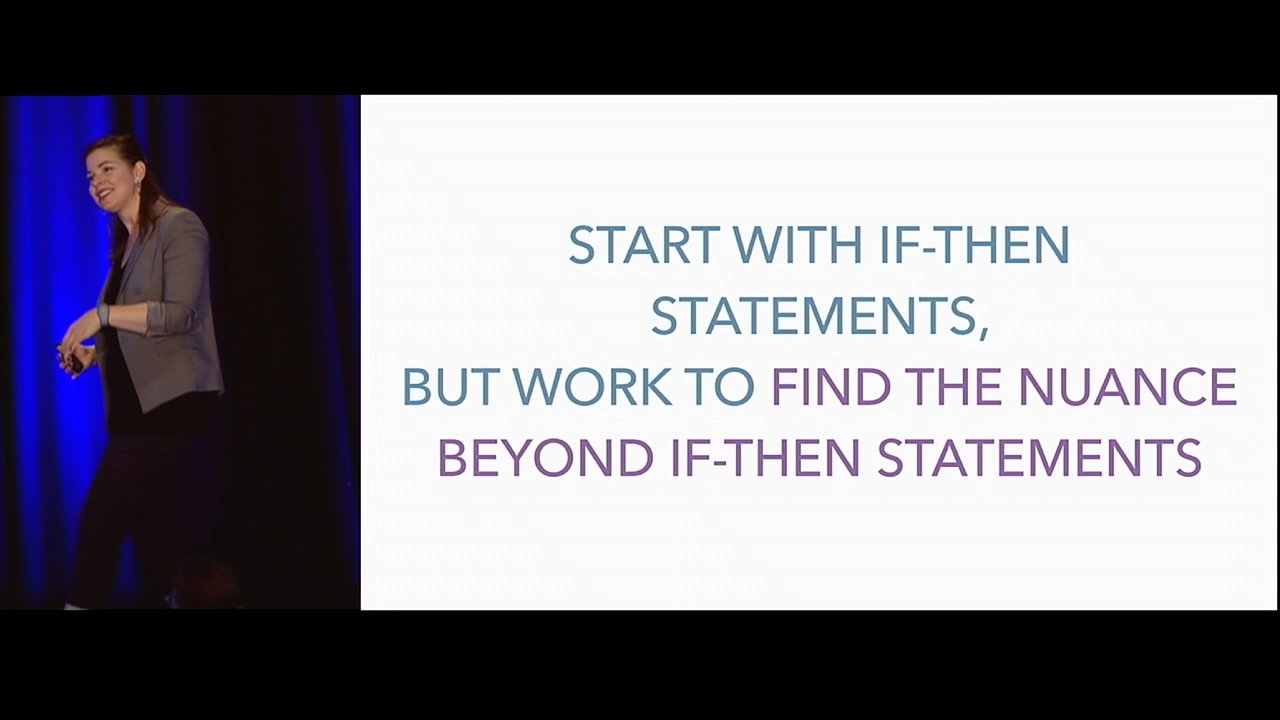 START WITH IF-THEN
STATEMENTS,
BUT WORK TO FIND THE NUANCE
BEYOND IF-THEN STATEMENTS